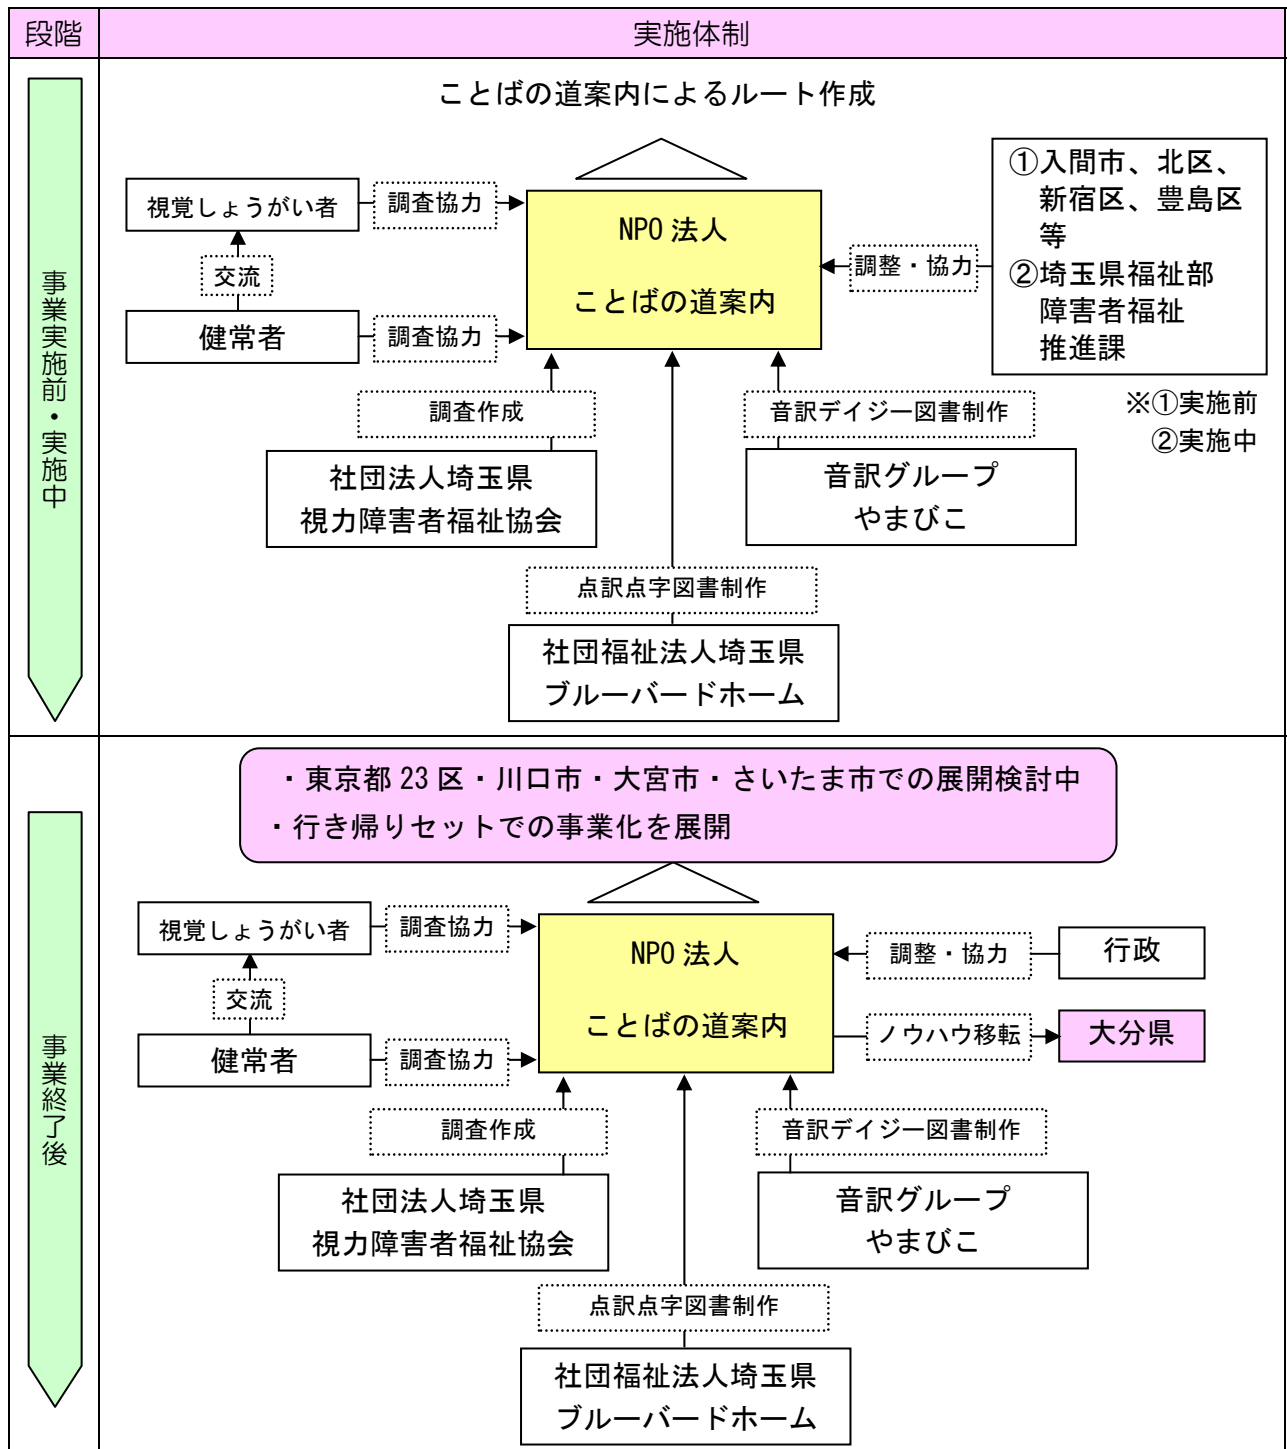 段階
実施体制
事業実施前・実施中
ことばの道案内によるルート作成
視覚しょうがい者
調査協力
交流
健常者
調査協力
NPO 法人
ことばの道案内
調整・協力
①入間市、北区、
新宿区、豊島区
等
②埼玉県福祉部
障害者福祉
推進課
※①実施前
②実施中
調査作成
音訳デイジー図書制作
社団法人埼玉県
視力障害者福祉協会
音訳グループ
やまびこ
点訳点字図書制作
社団福祉法人埼玉県
ブルーバードホーム
事業終了後
・東京都 23 区・川口市・大宮市・さいたま市での展開検討中
・行き帰りセットでの事業化を展開
視覚しょうがい者
調査協力
交流
健常者
調査協力
NPO 法人
ことばの道案内
調整・協力
行政
ノウハウ移転
大分県
調査作成
音訳デイジー図書制作
社団法人埼玉県
視力障害者福祉協会
音訳グループ
やまびこ
点訳点字図書制作
社団福祉法人埼玉県
ブルーバードホーム